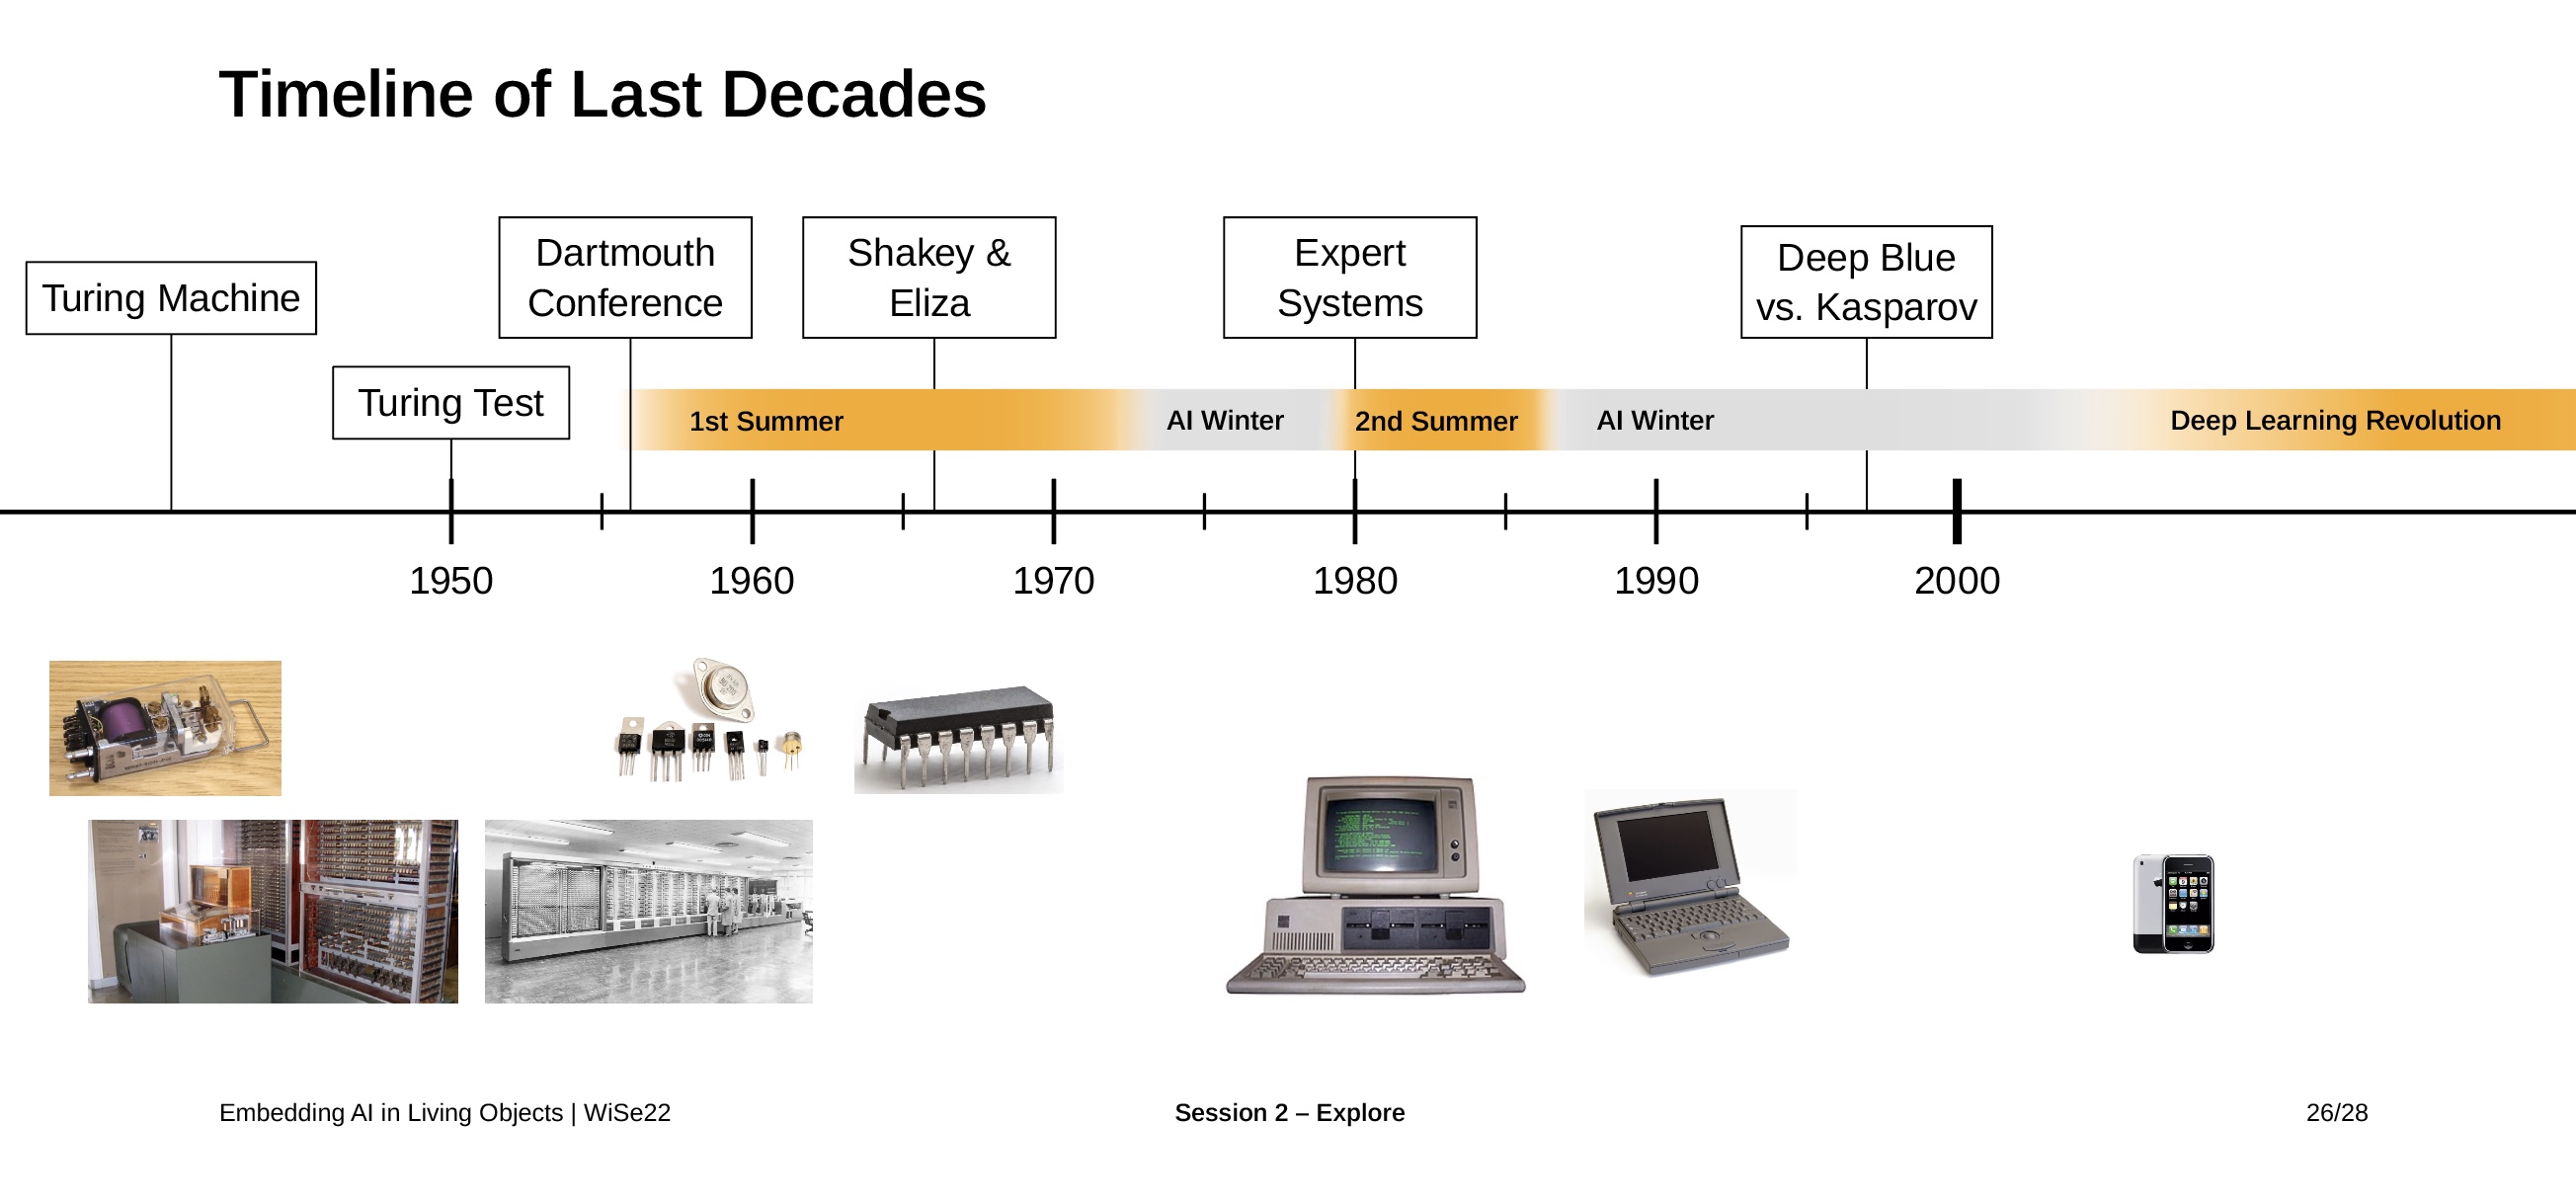 Timeline of Last Decades
Turing Machine
Turing Test
Dartmouth
Conference
Shakey &
Eliza
Expert
Systems
Deep Blue
vs. Kasparov
1st Summer
AI Winter
2nd Summer
AI Winter
Deep Learning Revolution
1950
1960
1970
1980
1990
2000
Embedding AI in Living Objects | WiSe22
Session 2 – Explore
26/28